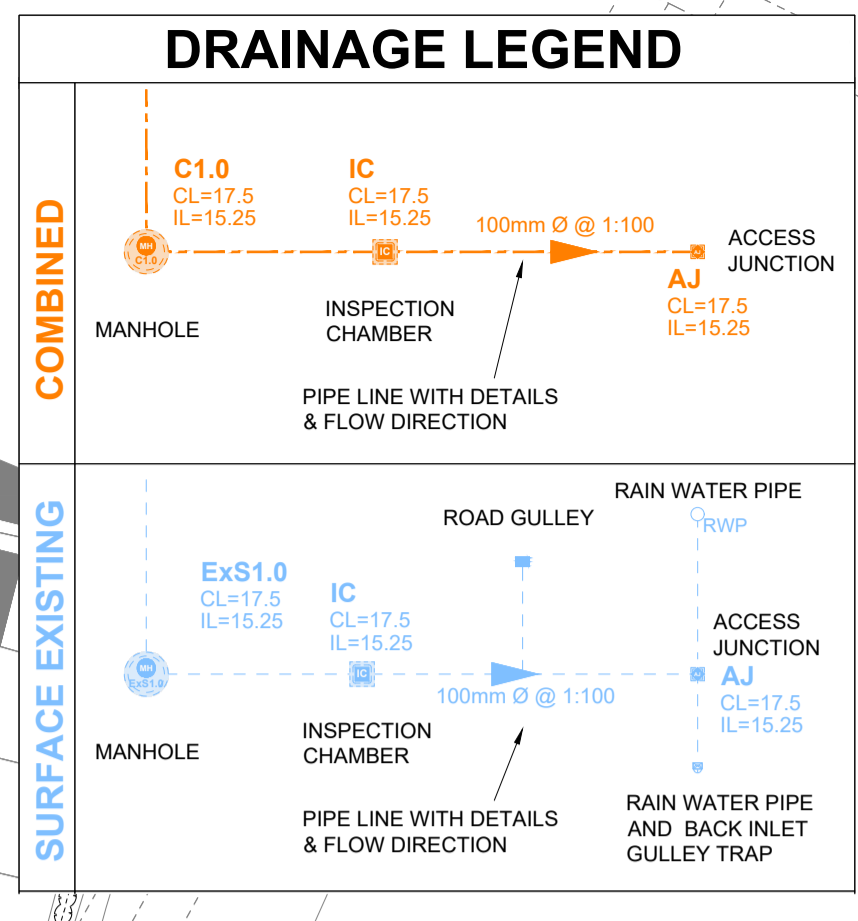 DRAINAGE LEGEND
COMBINED
C1.0
CL=17.5
IL=15.25
IC
CL=17.5
IL=15.25
100mm Ø @ 1:100
ACCESS
JUNCTION
MH
C1.0
IC
AJ
AJ
CL=17.5
IL=15.25
MANHOLE
INSPECTION
CHAMBER
PIPE LINE WITH DETAILS
& FLOW DIRECTION
SURFACE EXISTING
RAIN WATER PIPE
RWP
ROAD GULLEY
ExS1.0
CL=17.5
IL=15.25
IC
CL=17.5
IL=15.25
ACCESS
JUNCTION
MH
ExS1.0
IC
100mm Ø @ 1:100
AJ
AJ
CL=17.5
IL=15.25
MANHOLE
INSPECTION
CHAMBER
PIPE LINE WITH DETAILS
& FLOW DIRECTION
RAIN WATER PIPE
AND BACK INLET
GULLEY TRAP